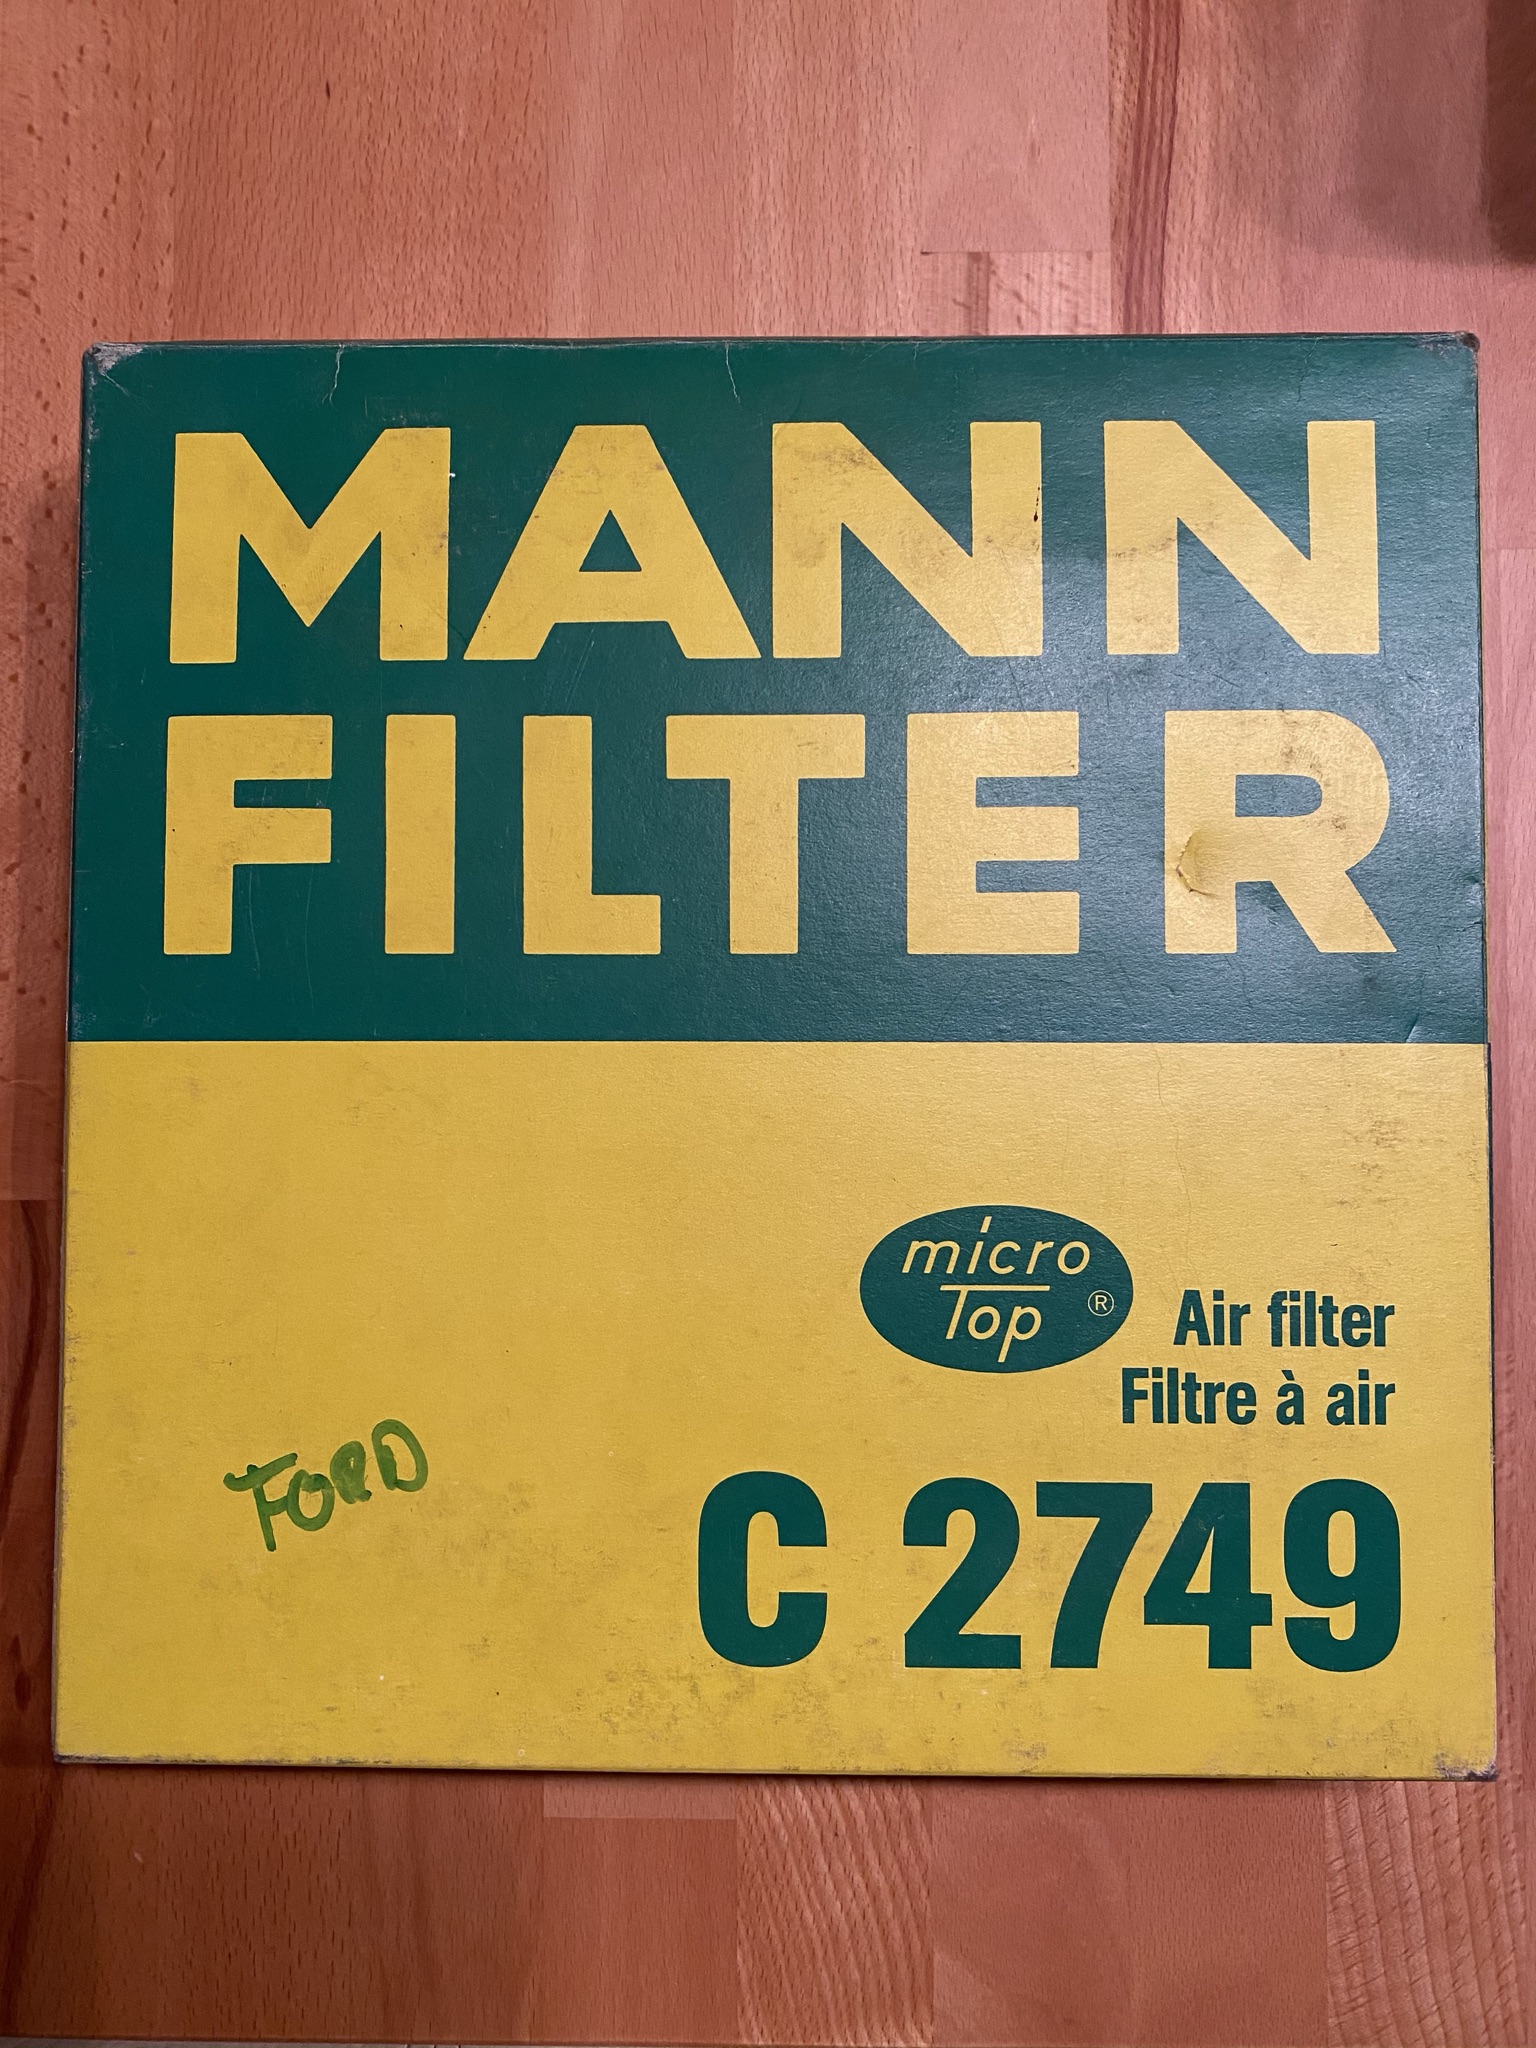 MANN
FILTER
micro
Top ®
Air filter
Filtre à air
FORD
C 2749